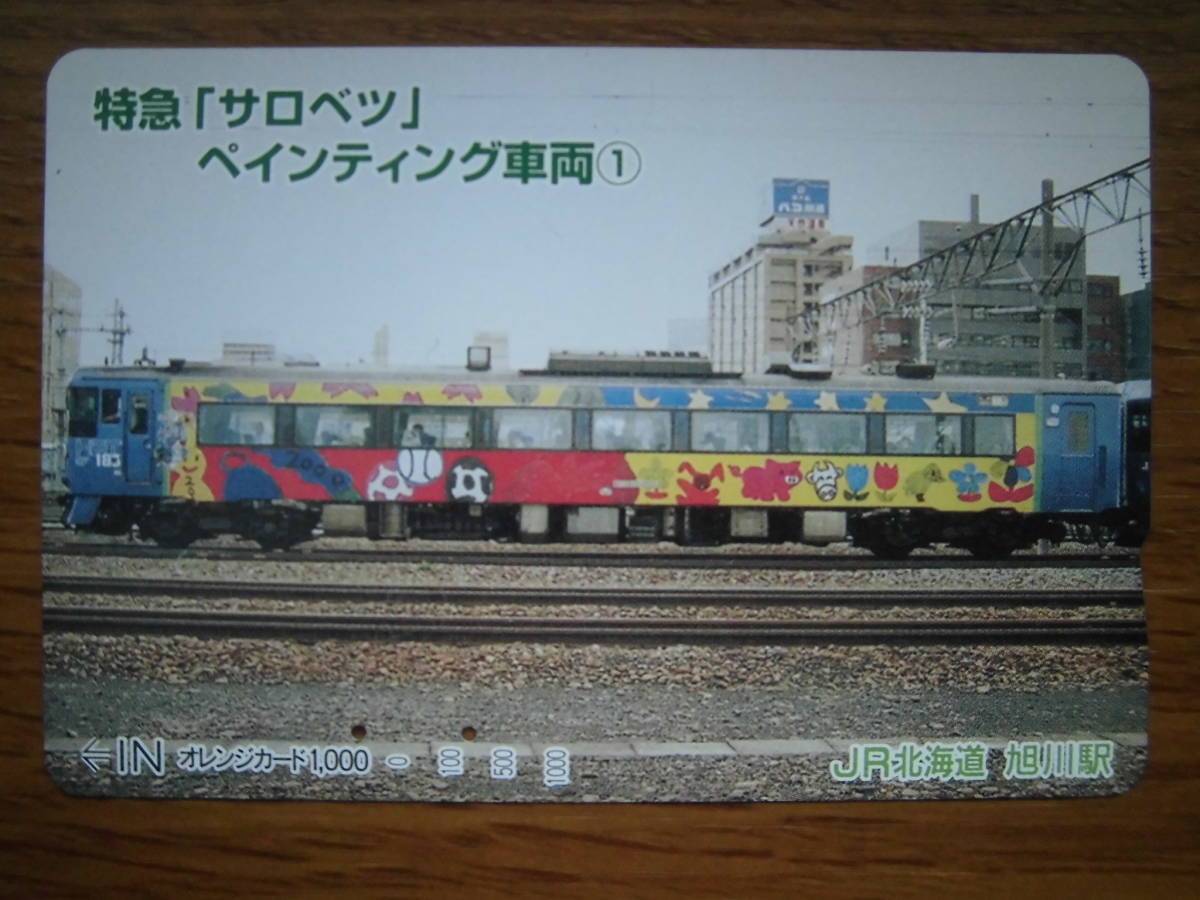 特急「サロベツ」
ペインティング車両①
183
2000
←IN オレンジカード1,000 0 100 500 1000
JR北海道 旭川駅